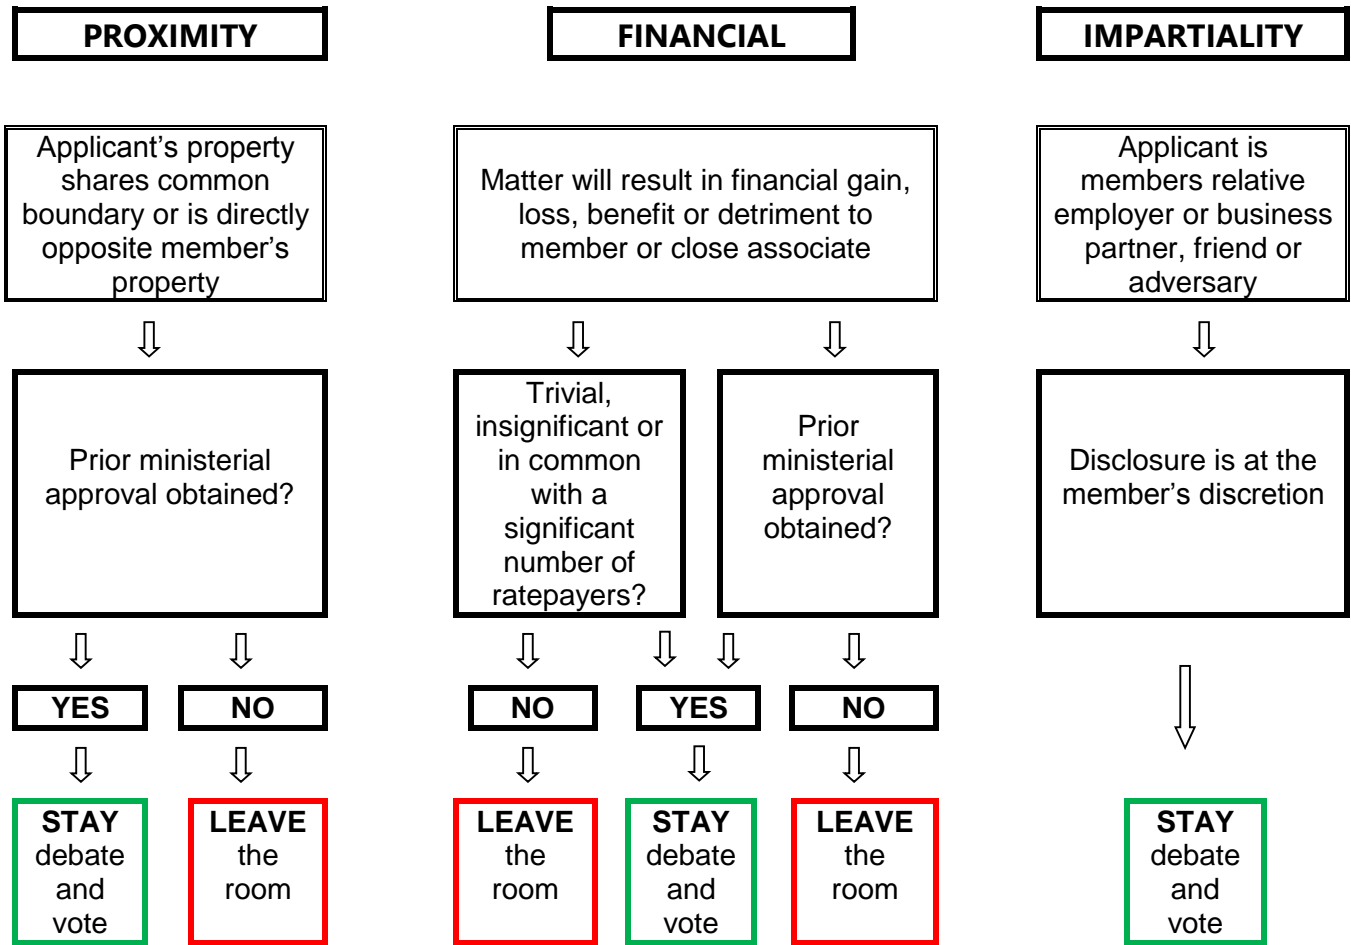 PROXIMITY
FINANCIAL
IMPARTIALITY
Applicant’s property
shares common
boundary or is directly
opposite member’s
property
Matter will result in financial gain,
loss, benefit or detriment to
member or close associate
Applicant is
members relative
employer or business
partner, friend or
adversary
Prior ministerial
approval obtained?
Trivial,
insignificant or
in common
with a
significant
number of
ratepayers?
Prior
ministerial
approval
obtained?
Disclosure is at the
member’s discretion
YES
NO
NO
YES
NO
STAY
debate
and
vote
LEAVE
the
room
LEAVE
the
room
STAY
debate
and
vote
LEAVE
the
room
STAY
debate
and
vote